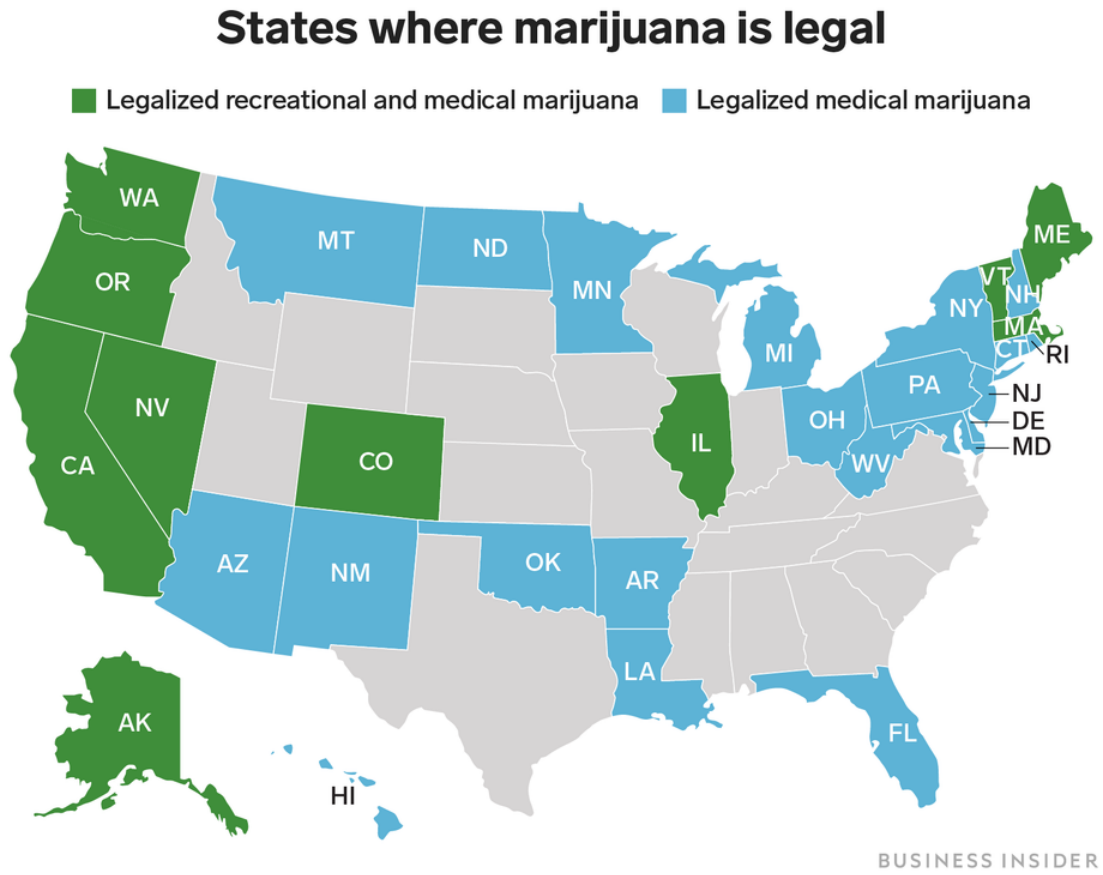 States where marijuana is legal
Legalized recreational and medical marijuana
Legalized medical marijuana
WA
MT
ND
MN
OR
ME
VT
NH
NY
MA
CT
RI
MI
NV
PA
NJ
OH
DE
MD
CA
CO
IL
WV
AZ
NM
OK
AR
LA
FL
AK
HI
BUSINESS INSIDER